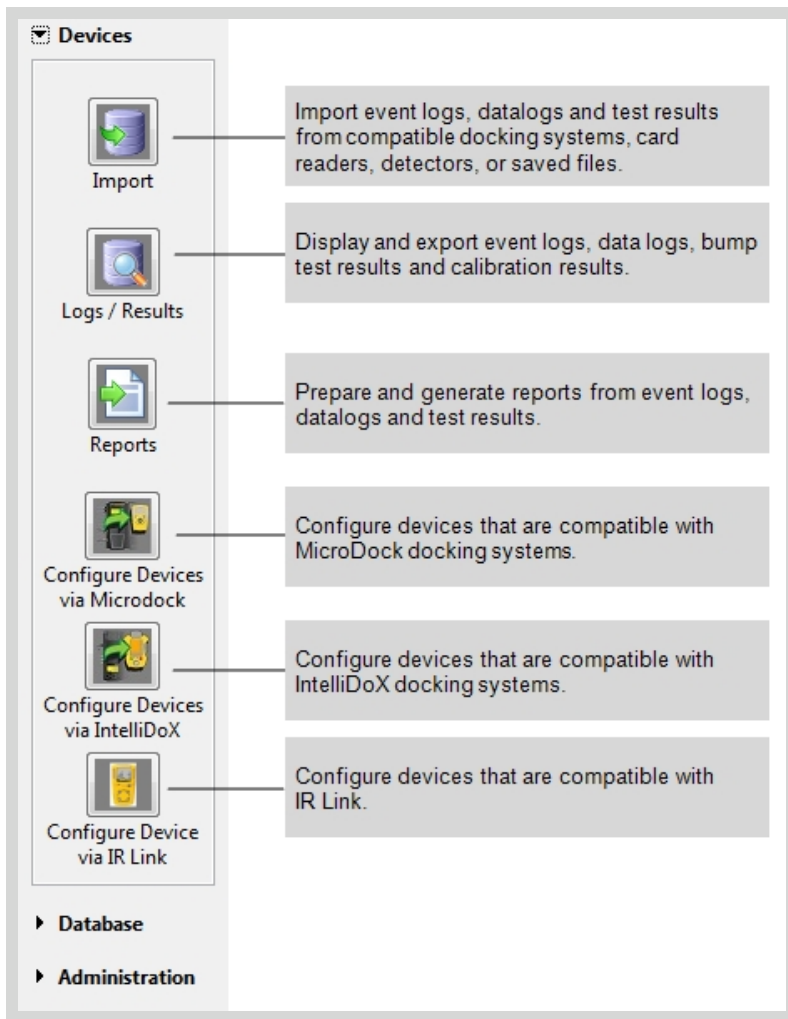 Devices
Import
Import event logs, datalogs and test results
from compatible docking systems, card
readers, detectors, or saved files.
Logs / Results
Display and export event logs, data logs, bump
test results and calibration results.
Reports
Prepare and generate reports from event logs,
datalogs and test results.
Configure Devices
via Microdock
Configure devices that are compatible with
MicroDock docking systems.
Configure Devices
via IntelliDoX
Configure devices that are compatible with
IntelliDoX docking systems.
Configure Device
via IR Link
Configure devices that are compatible with
IR Link.
Database
Administration